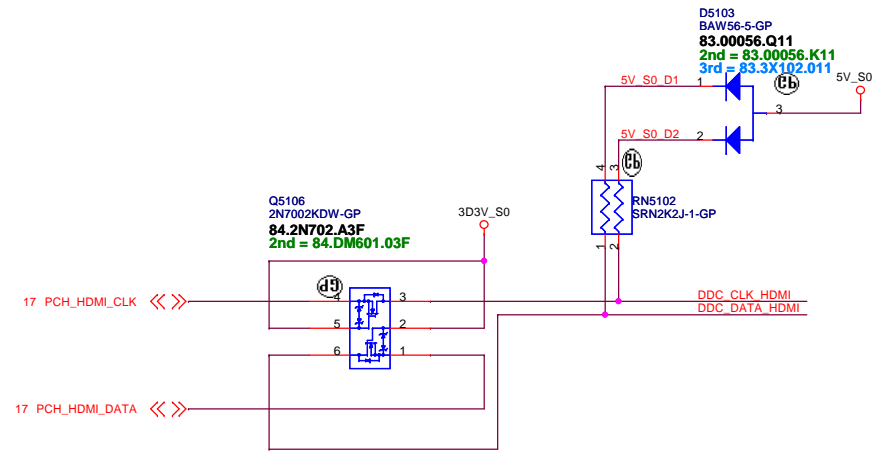 D5103
BAW56-5-GP
83.00056.Q11
2nd = 83.00056.K11
3rd = 83.3X102.011
5V_S0
5V_S0_D1
1
3
5V_S0_D2
2
4
3
RN5102
SRN2K2J-1-GP
1
2
Q5106
2N7002KDW-GP
84.2N702.A3F
2nd = 84.DM601.03F
3D3V_S0
GP
17 PCH_HDMI_CLK
4
3
DDC_CLK_HDMI
DDC_DATA_HDMI
5
2
6
1
17 PCH_HDMI_DATA